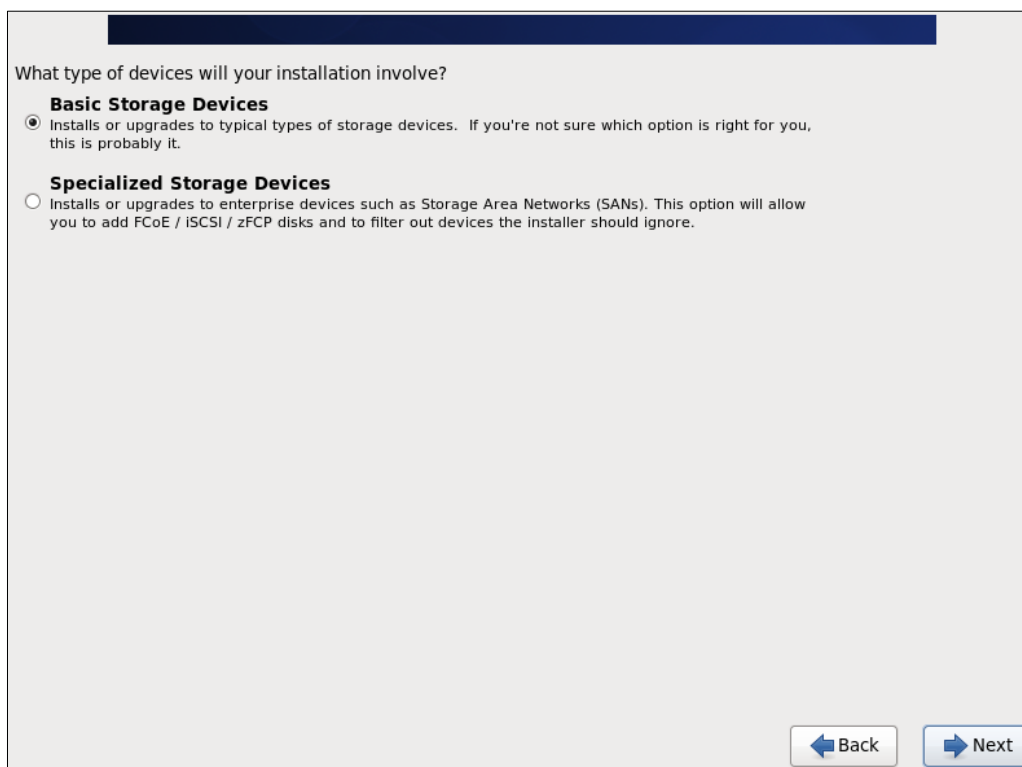 What type of devices will your installation involve?
Basic Storage Devices
Installs or upgrades to typical types of storage devices.  If you're not sure which option is right for you,
this is probably it.
Specialized Storage Devices
Installs or upgrades to enterprise devices such as Storage Area Networks (SANs). This option will allow
you to add FCoE / iSCSI / zFCP disks and to filter out devices the installer should ignore.
Back
Next